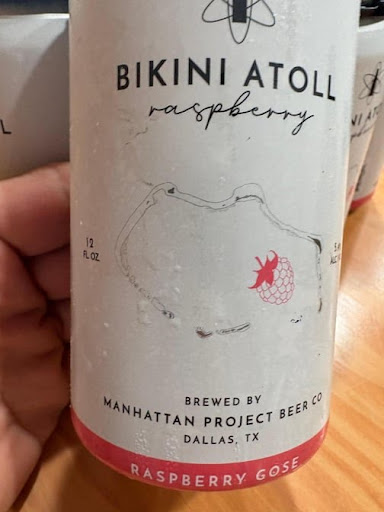 BIKINI ATOLL
raspberry
12
FL OZ
BREWED BY
MANHATTAN PROJECT BEER CO
DALLAS, TX
RASPBERRY GOSE